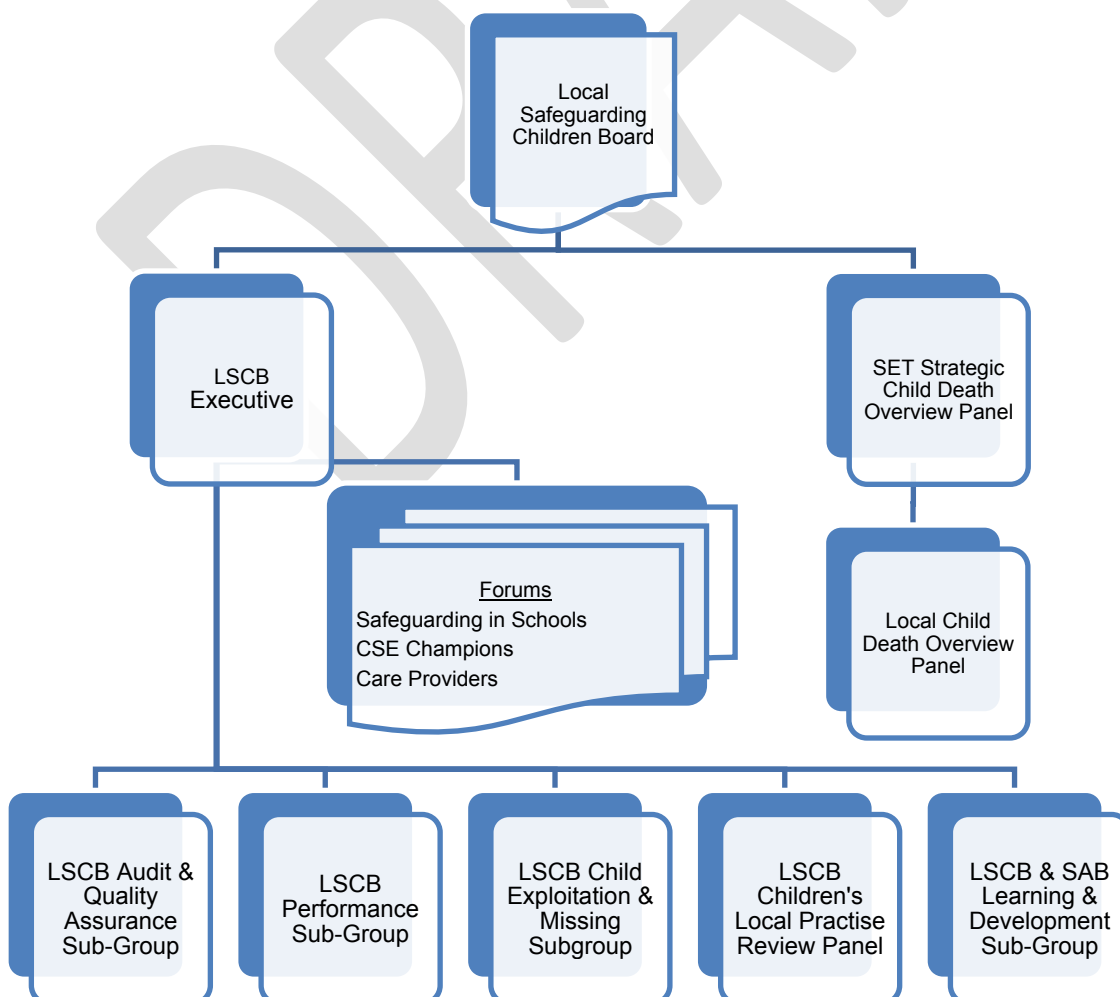 Local
Safeguarding
Children Board
LSCB
Executive
SET Strategic
Child Death
Overview Panel
Forums
Safeguarding in Schools
CSE Champions
Care Providers
Local Child
Death Overview
Panel
LSCB Audit &
Quality
Assurance
Sub-Group
LSCB
Performance
Sub-Group
LSCB Child
Exploitation &
Missing
Subgroup
LSCB
Children's
Local Practise
Review Panel
LSCB & SAB
Learning &
Development
Sub-Group